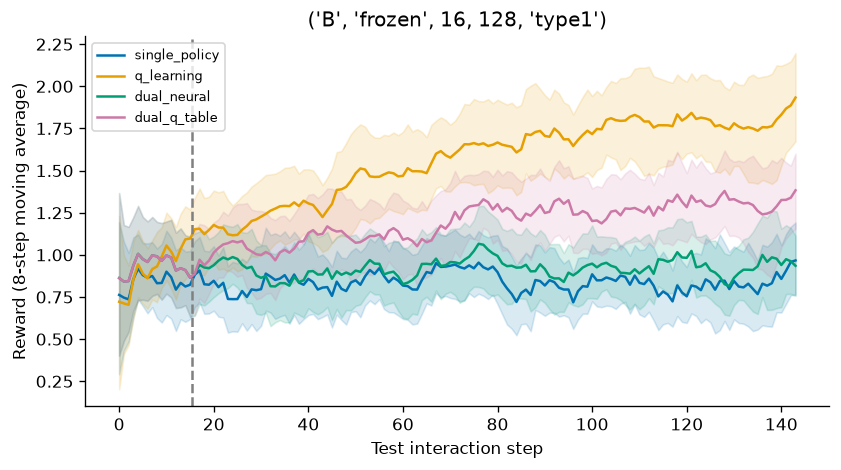 ('B', 'frozen', 16, 128, 'type1')
Reward (8-step moving average)
2.25
2.00
1.75
1.50
1.25
1.00
0.75
0.50
0.25
single_policy
q_learning
dual_neural
dual_q_table
0 20 40 60 80 100 120 140
Test interaction step